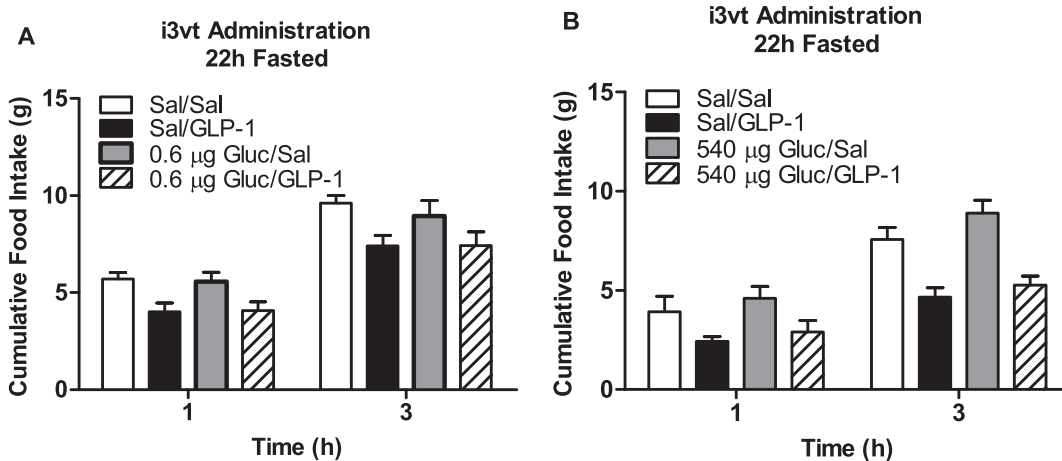 A
i3vt Administration
22h Fasted
Cumulative Food Intake (g)
15
10
5
0
Sal/Sal
Sal/GLP-1
0.6 μg Gluc/Sal
0.6 μg Gluc/GLP-1
1
3
Time (h)
B
i3vt Administration
22h Fasted
Cumulative Food Intake (g)
15
10
5
0
Sal/Sal
Sal/GLP-1
540 μg Gluc/Sal
540 μg Gluc/GLP-1
1
3
Time (h)